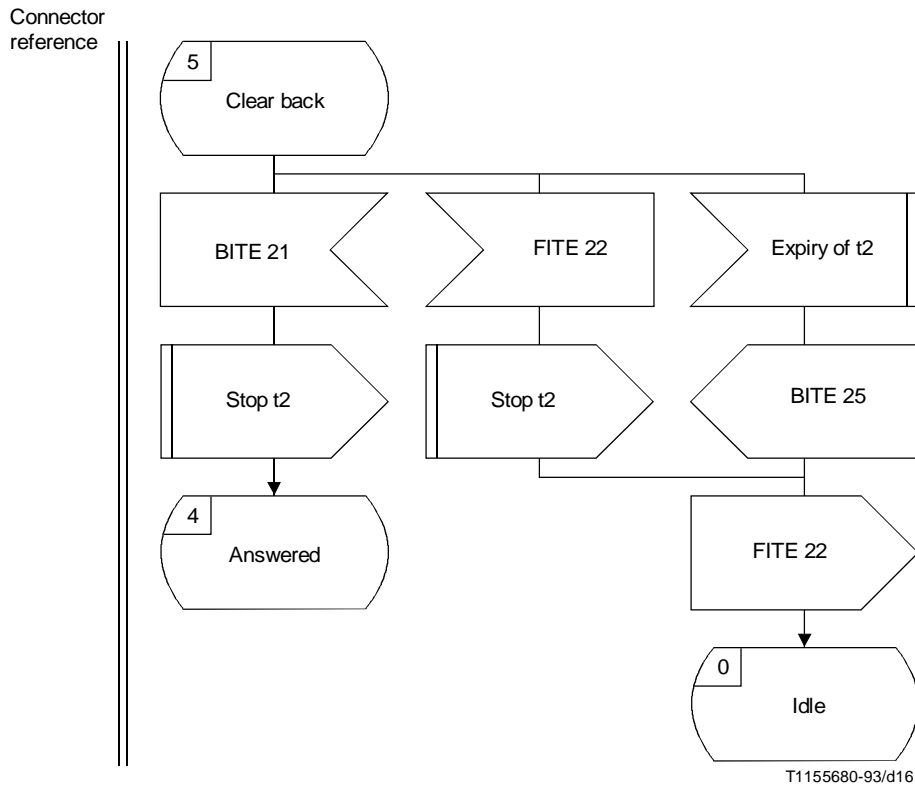 Connector
reference
5
Clear back
BITE 21
FITE 22
Expiry of t2
Stop t2
Stop t2
BITE 25
4
Answered
FITE 22
0
Idle
T1155680-93/d16